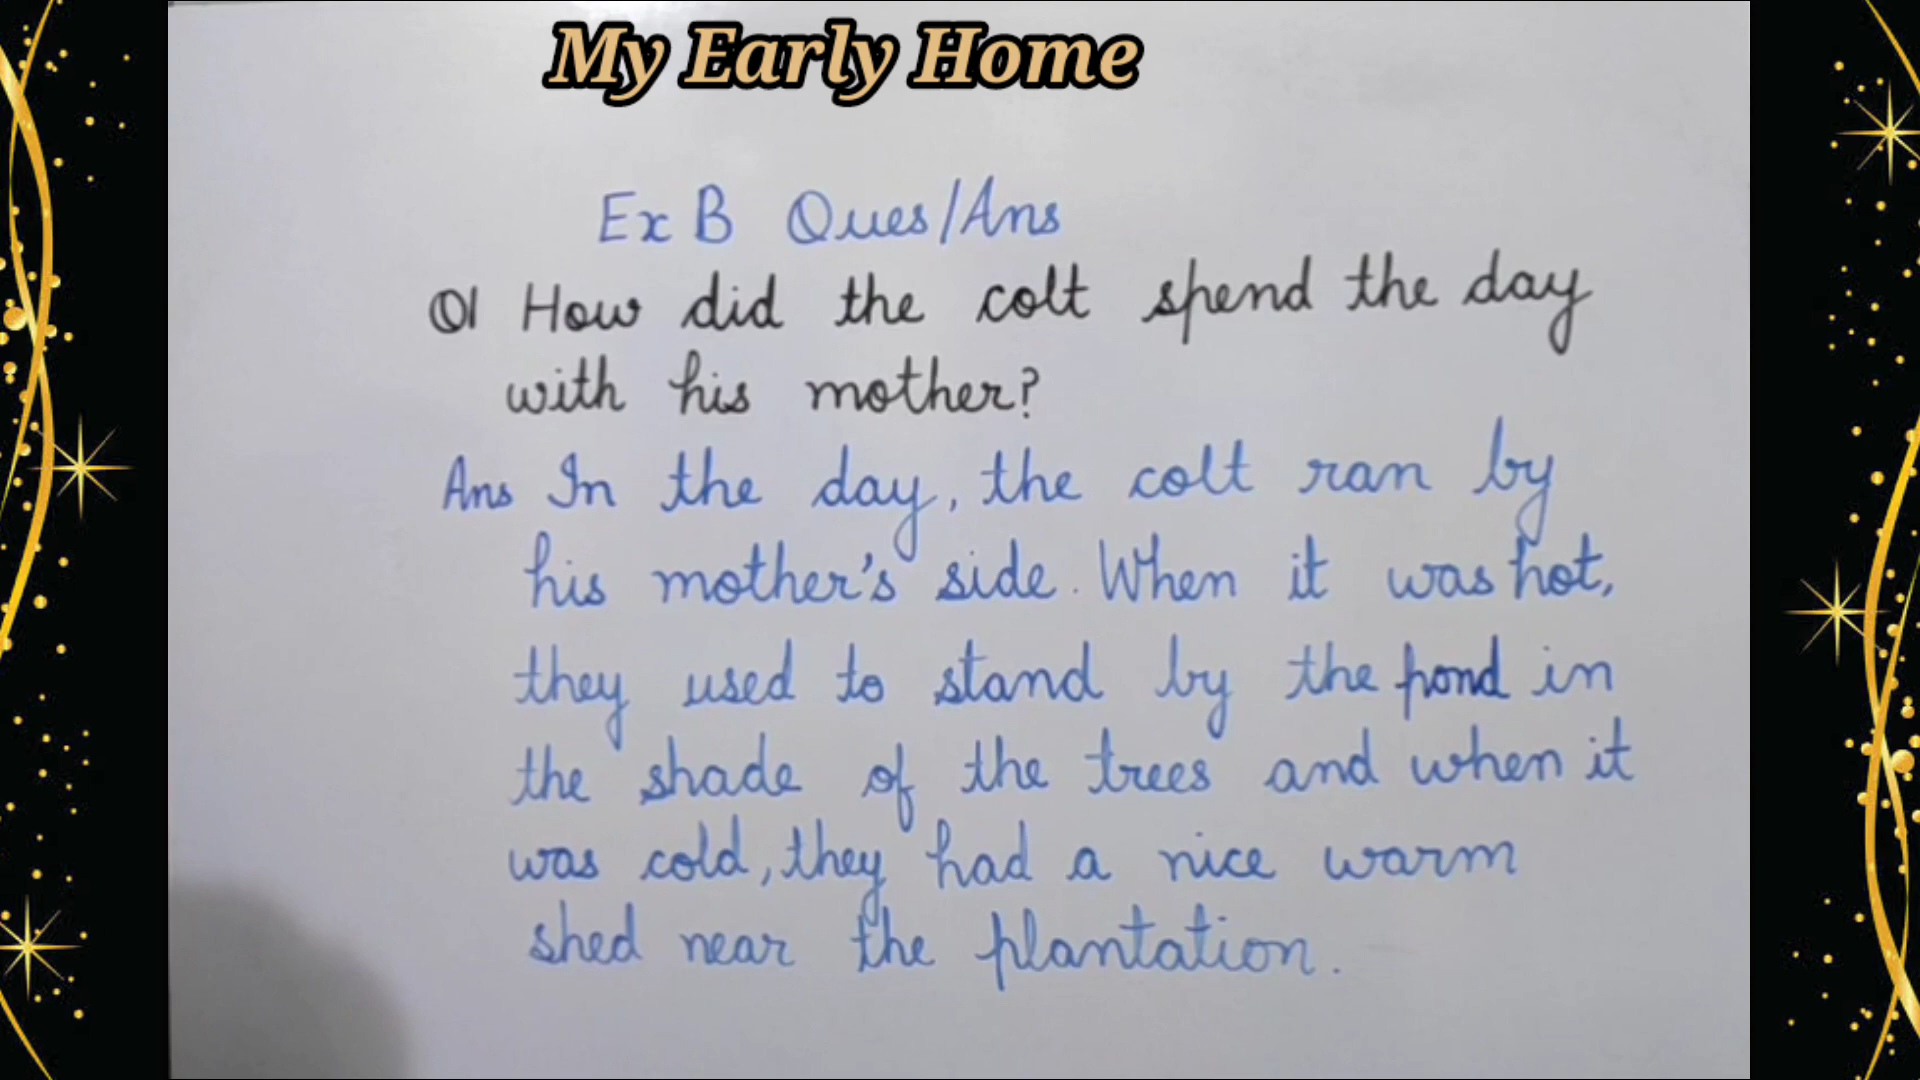 My Early Home
Ex B Ques/Ans
Q1 How did the colt spend the day
with his mother?
Ans In the day, the colt ran by
his mother's side. When it was hot,
they used to stand by the pond in
the shade of the trees and when it
was cold, they had a nice warm
shed near the plantation.